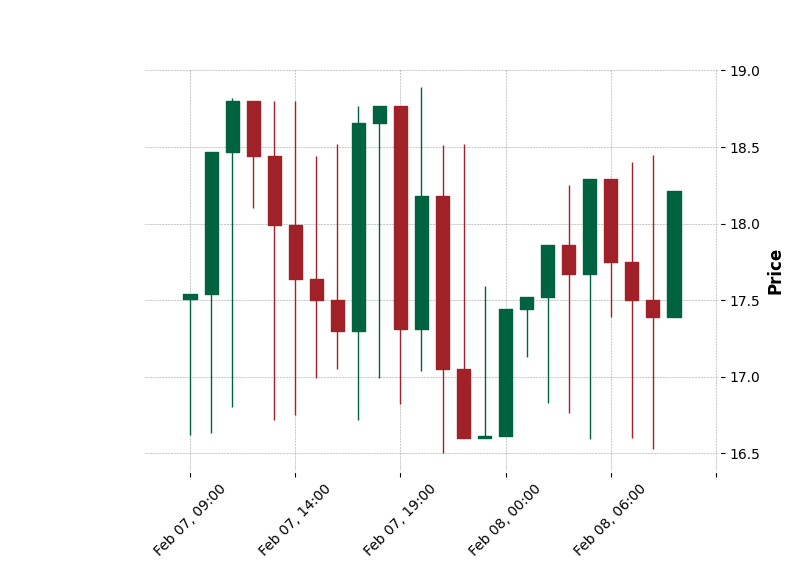 19.0
18.5
18.0
17.5
17.0
16.5
Price
Feb 07, 09:00
Feb 07, 14:00
Feb 07, 19:00
Feb 08, 00:00
Feb 08, 06:00